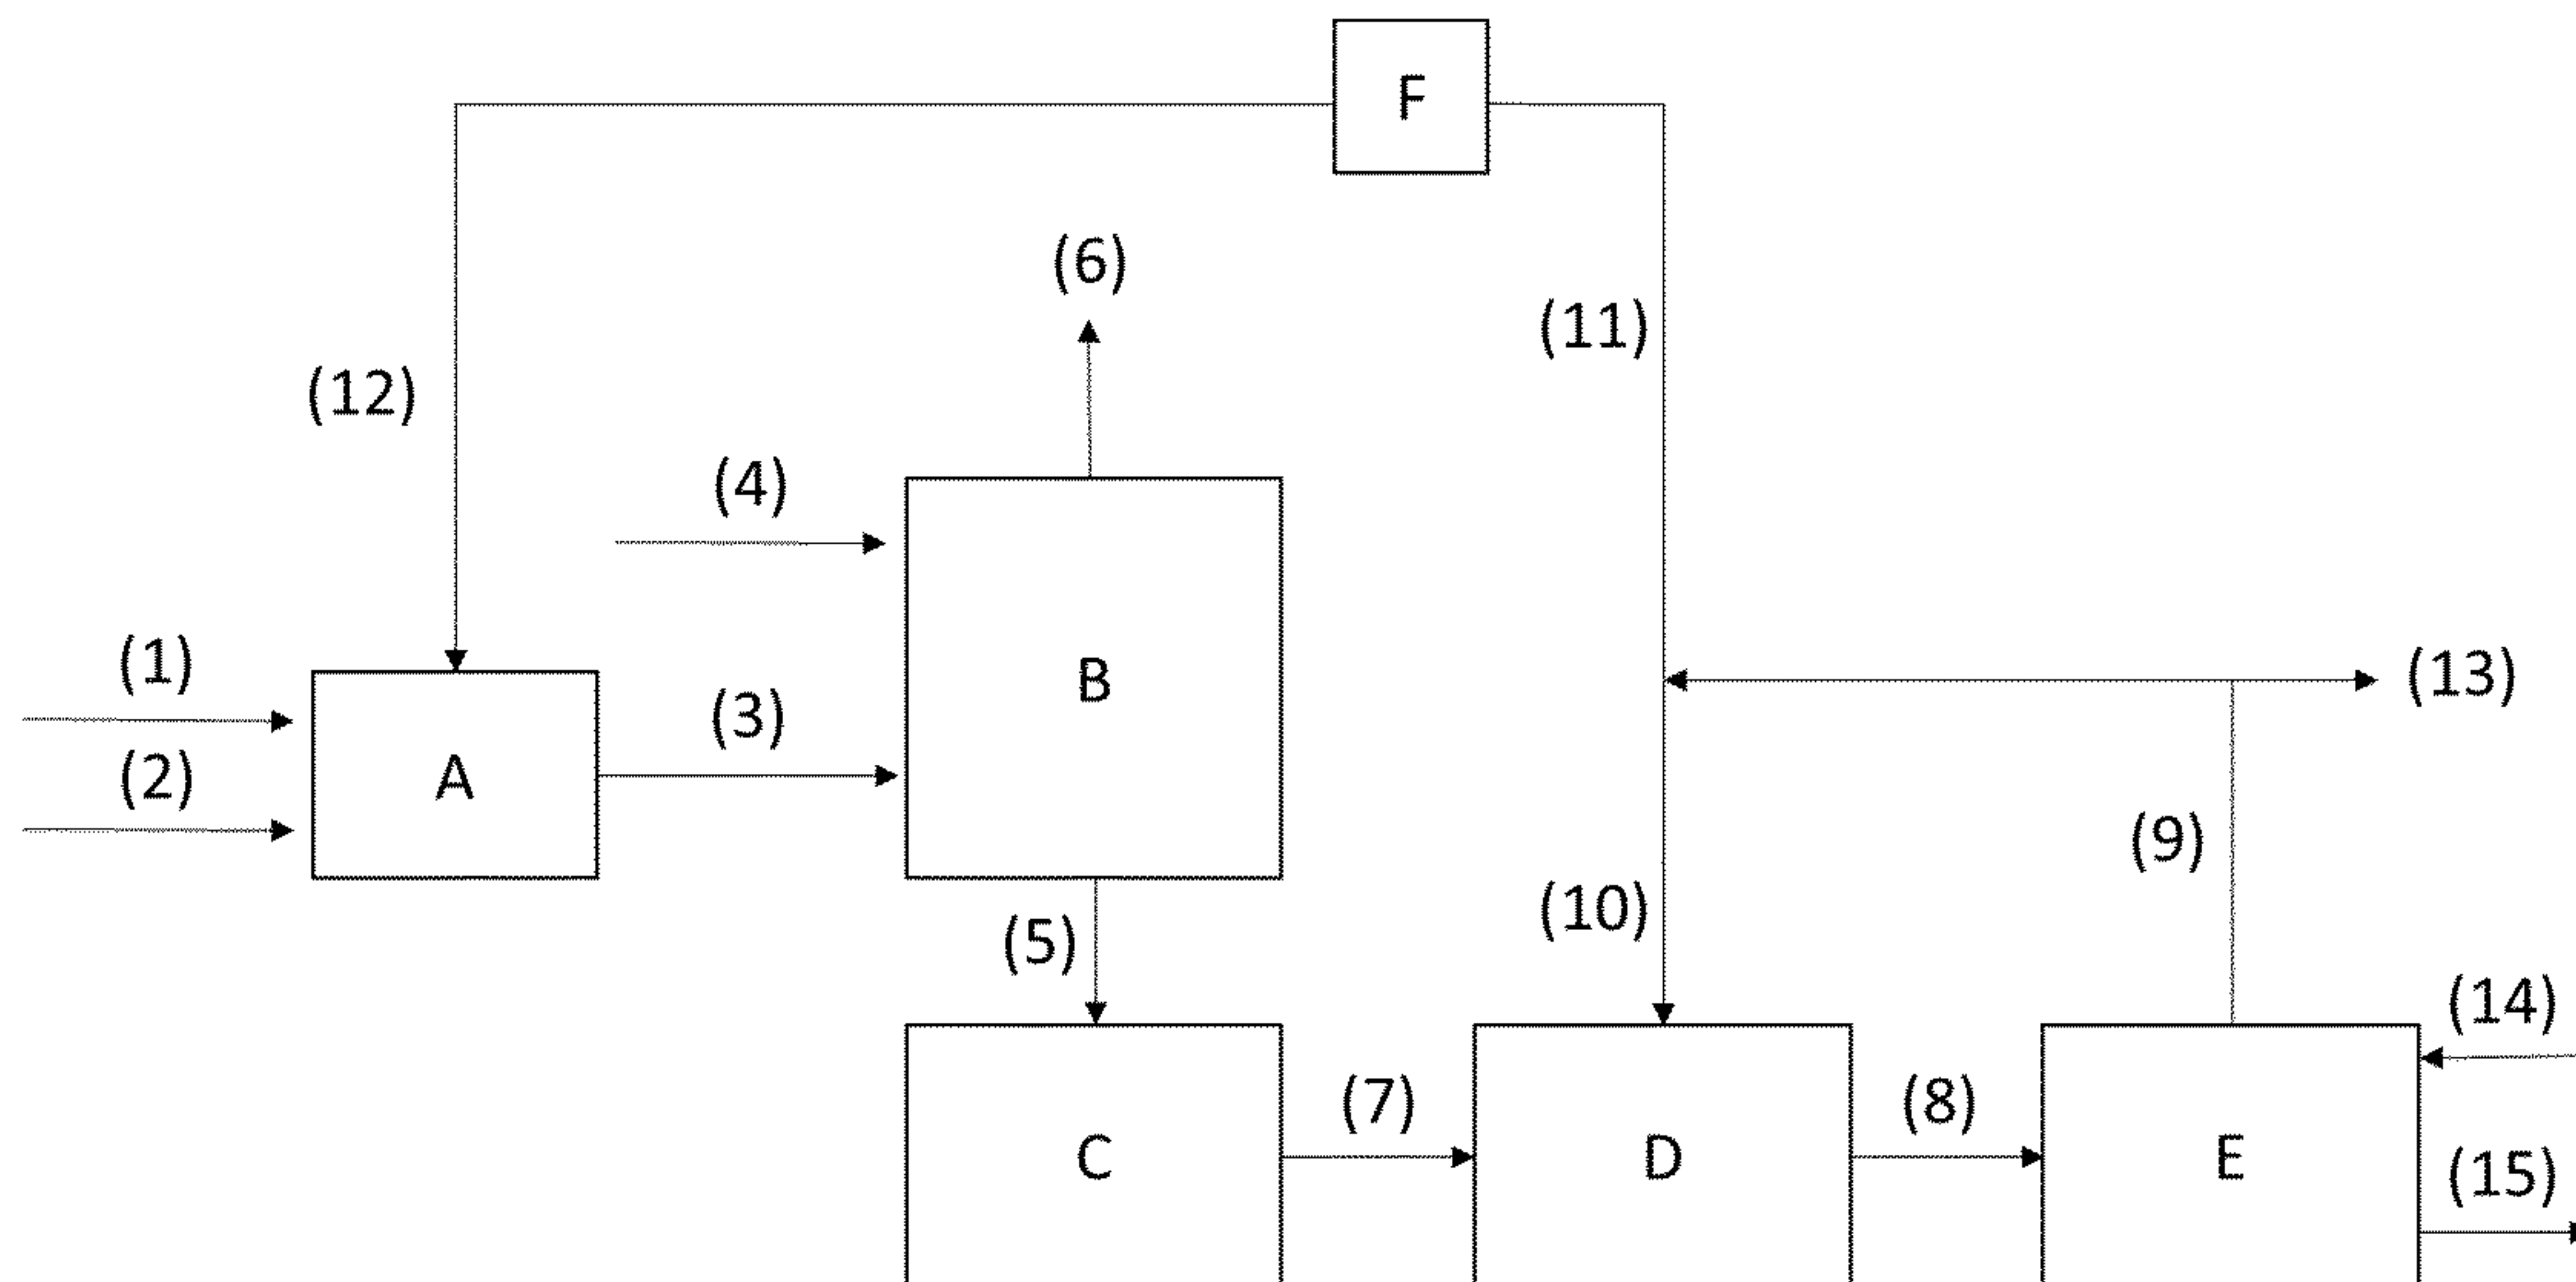 F
(6)
(11)
(12)
(4)
(1)
(13)
B
(3)
(2)
A
(9)
(10)
(5)
(14)
(7)
(8)
C
D
E
(15)